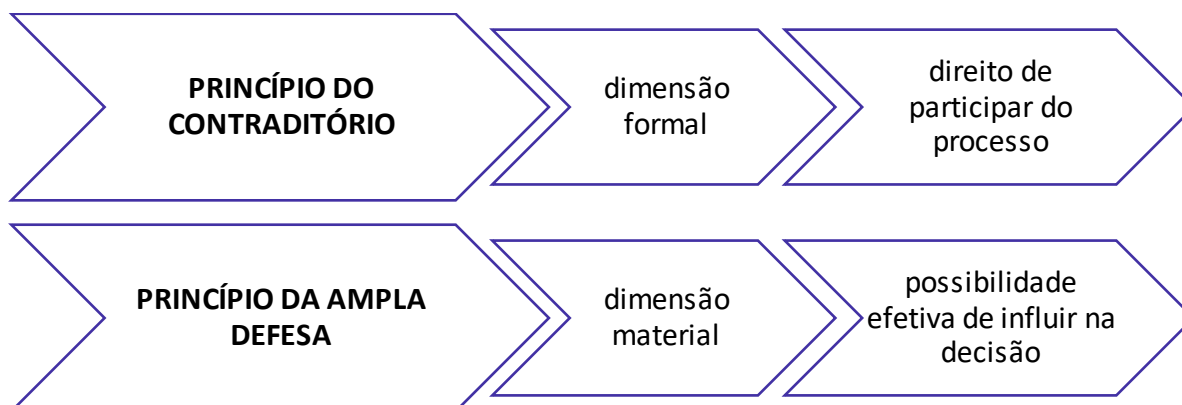 PRINCÍPIO DO
CONTRADITÓRIO
dimensão
formal
direito de
participar do
processo
PRINCÍPIO DA AMPLA
DEFESA
dimensão
material
possibilidade
efetiva de influir na
decisão